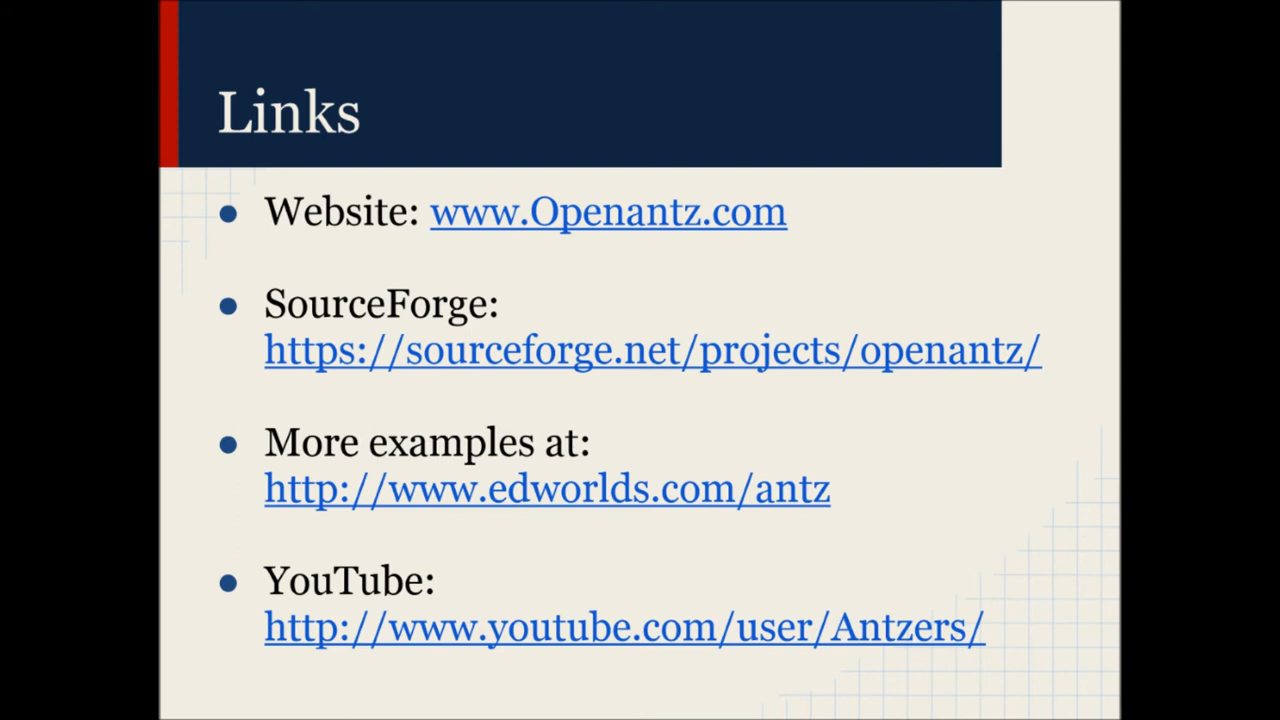 Links
Website: www.Openantz.com
SourceForge:
https://sourceforge.net/projects/openantz/
More examples at:
http://www.edworlds.com/antz
YouTube:
http://www.youtube.com/user/Antzers/